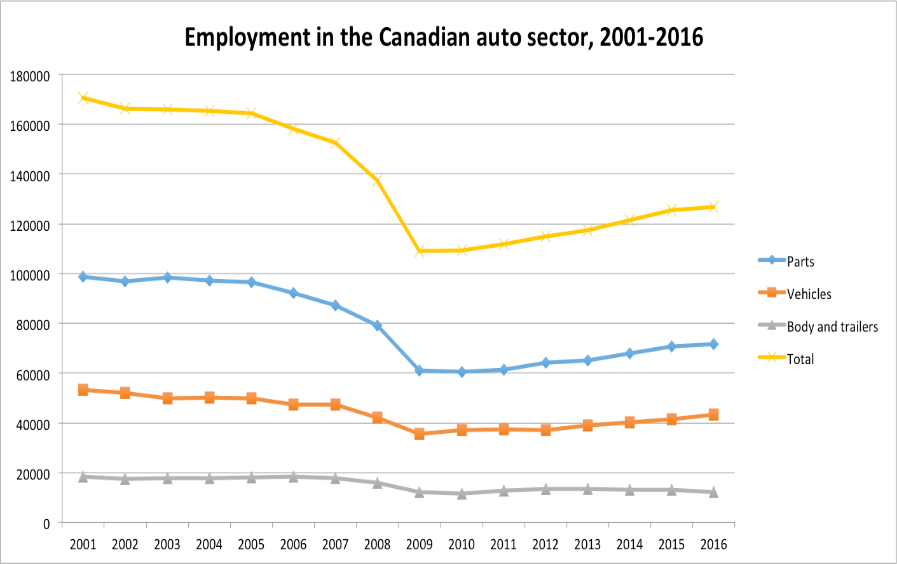 Employment in the Canadian auto sector, 2001-2016
180000
160000
140000
120000
100000
80000
60000
40000
20000
0
2001 2002 2003 2004 2005 2006 2007 2008 2009 2010 2011 2012 2013 2014 2015 2016
Parts
Vehicles
Body and trailers
Total